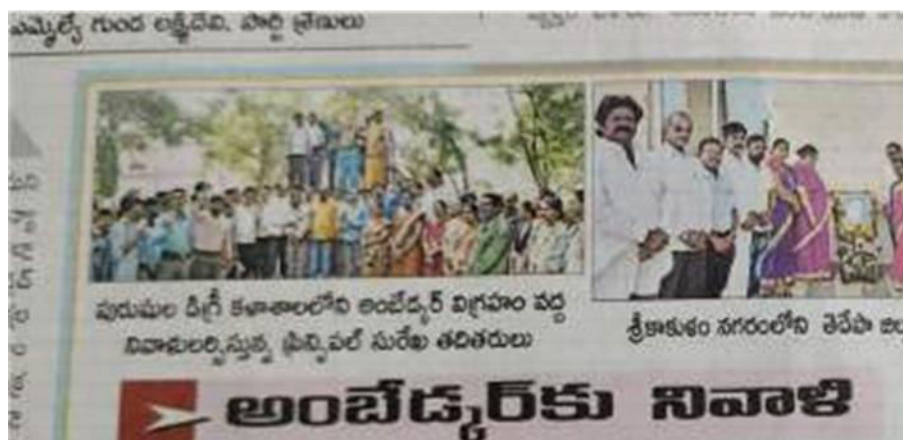 ఎమ్మెల్యే గుండ లక్ష్మీదేవి, పార్టీ శ్రేణులు
పురుషుల డిగ్రీ కళాశాలలోని అంబేడ్కర్ విగ్రహం వద్ద
నివాళులర్పిస్తున్న ప్రిన్సిపల్ సురేఖ తదితరులు
శ్రీకాకుళం నగరంలోని తెదేపా
అంబేడ్కర్‌కు నివాళి